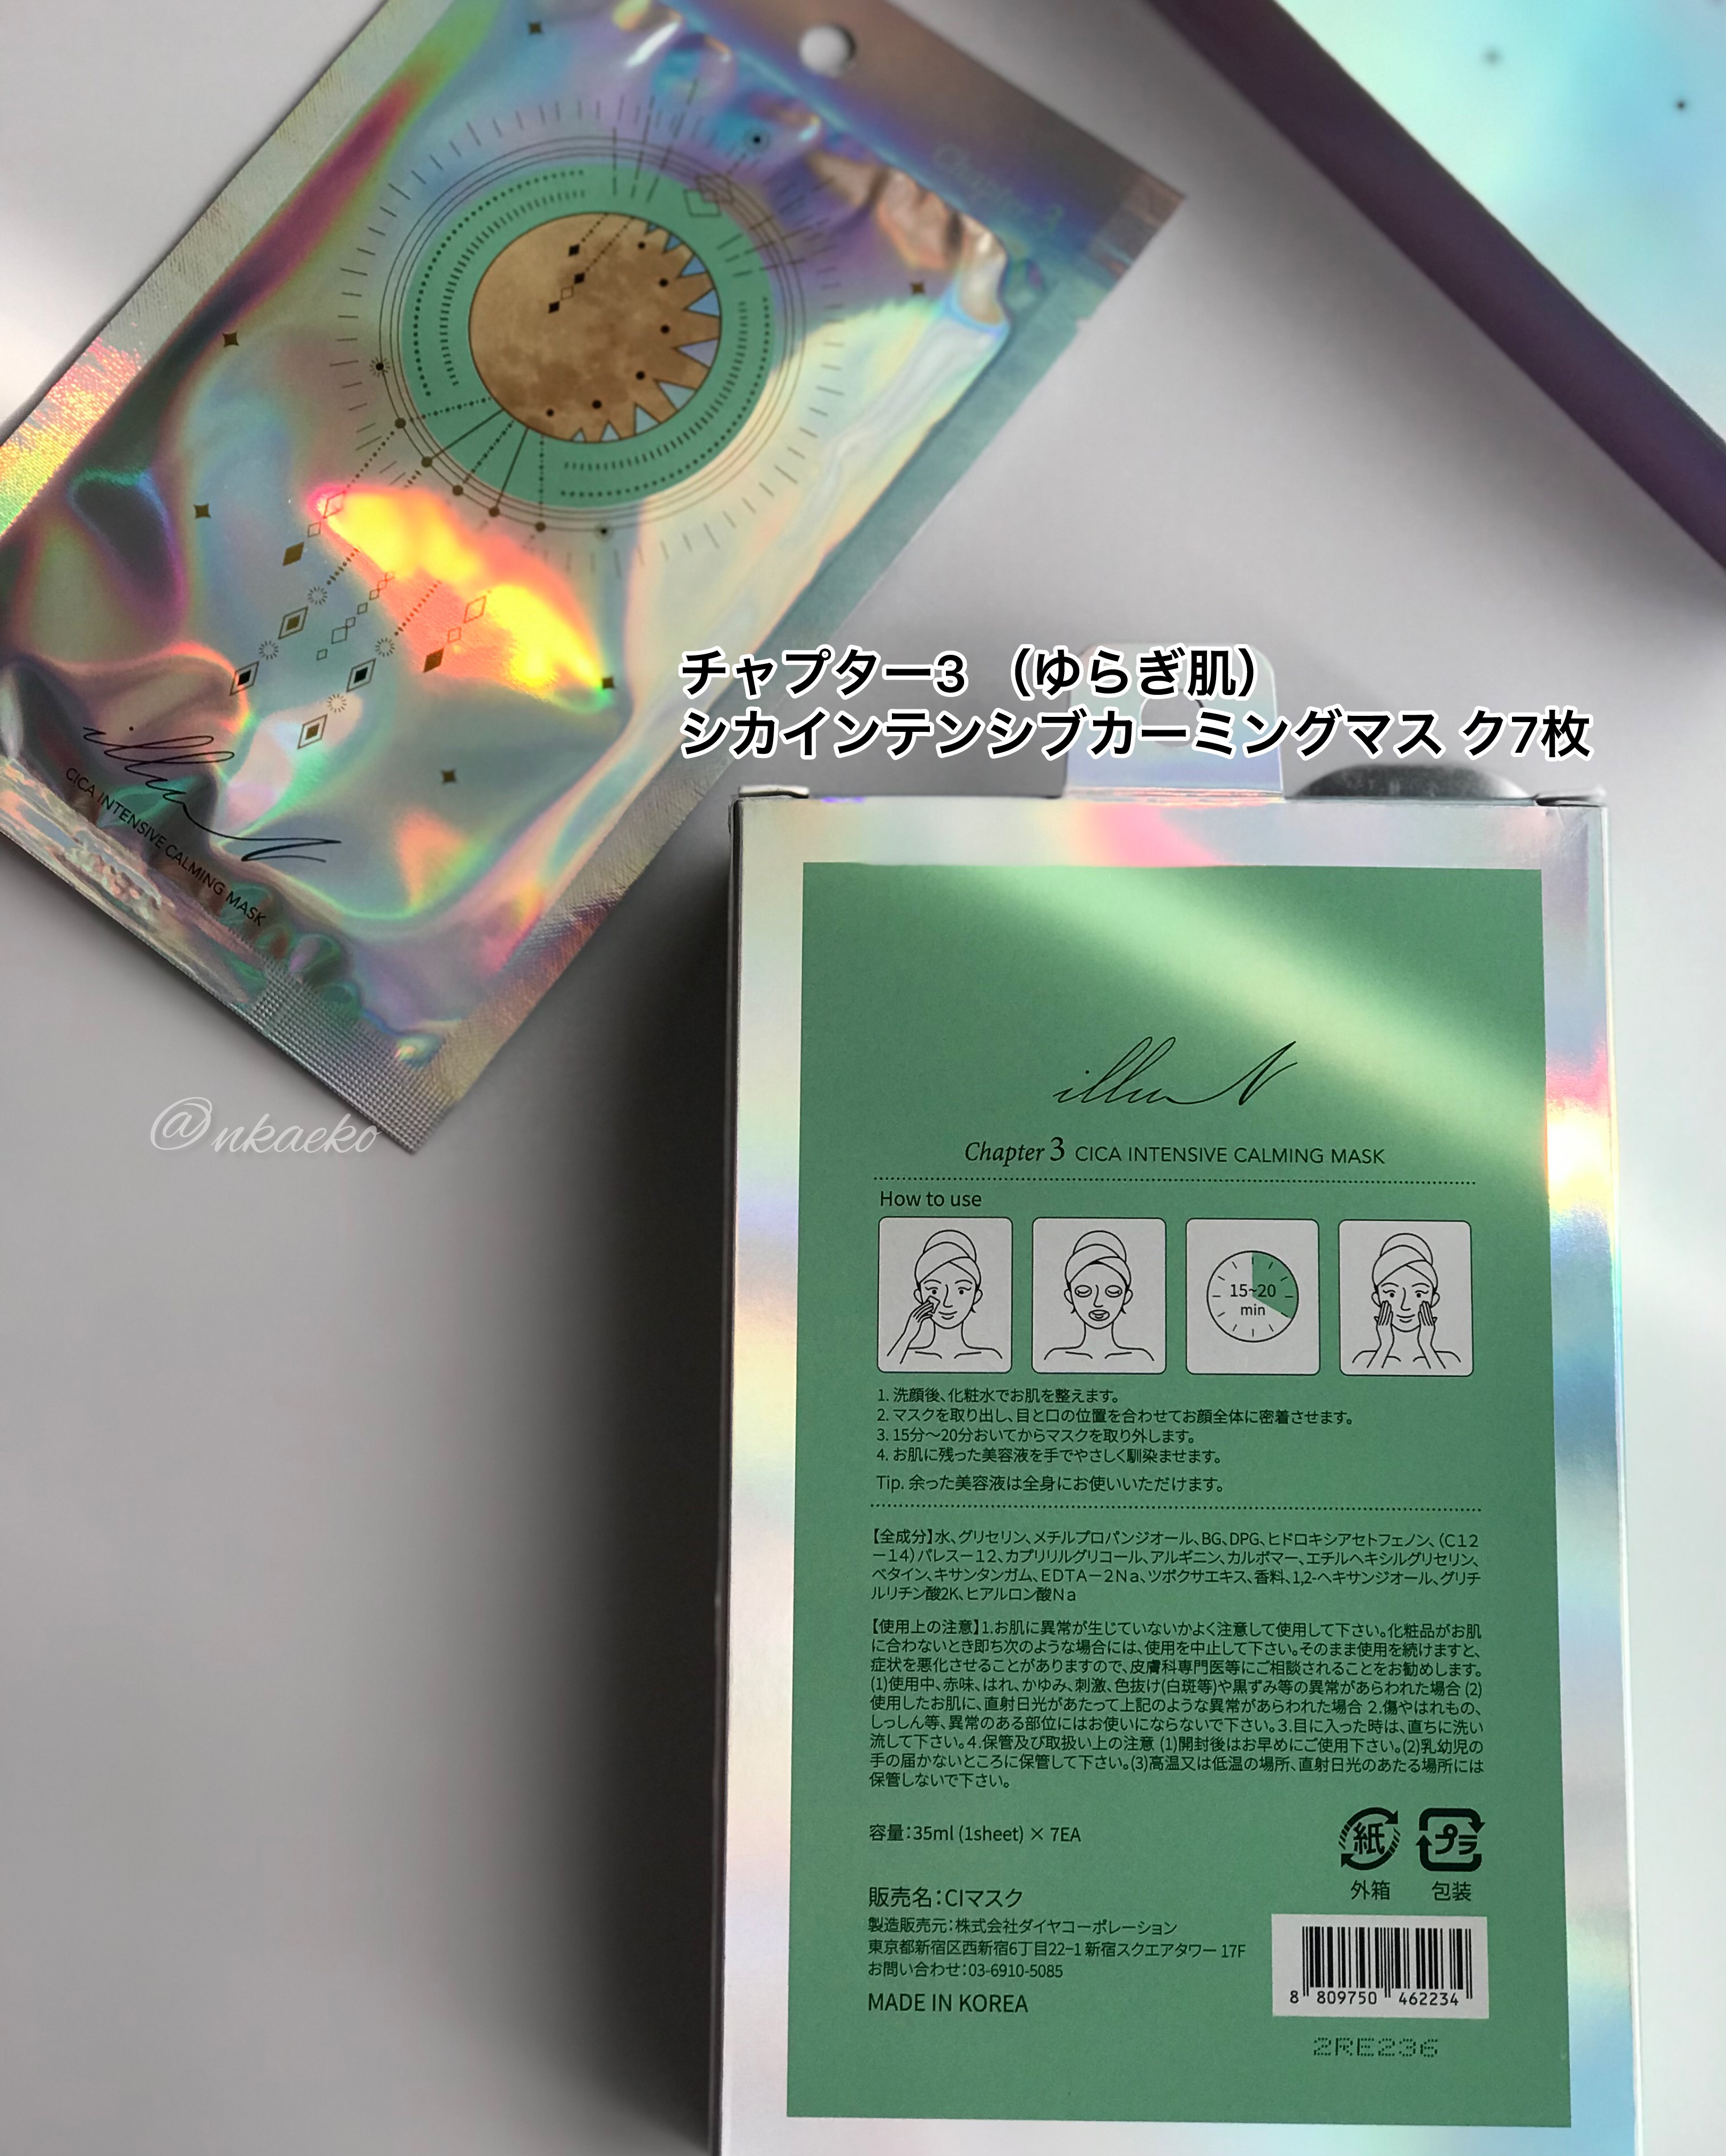 Chapter 3
チャプター3 （ゆらぎ肌）
シカインテンシブカーミングマス ク7枚
illuN
CICA INTENSIVE CALMING MASK
@nkaeko
illuN
Chapter 3 CICA INTENSIVE CALMING MASK
How to use
15~20
min
1. 洗顔後、化粧水でお肌を整えます。
2. マスクを取り出し、目と口の位置を合わせてお顔全体に密着させます。
3. 15分〜20分おいてからマスクを取り外します。
4. お肌に残った美容液を手でやさしく馴染ませます。
Tip. 余った美容液は全身にお使いいただけます。
【全成分】水、グリセリン、メチルプロパンジオール、BG、DPG、ヒドロキシアセトフェノン、（C12
－14）パレス－12、カプリリルグリコール、アルギニン、カルボマー、エチルヘキシルグリセリン、
ベタイン、キサンタンガム、EDTA－2Na、ツボクサエキス、香料、1,2-ヘキサンジオール、グリチ
ルリチン酸2K、ヒアルロン酸Na
【使用上の注意】1.お肌に異常が生じていないかよく注意して使用して下さい。化粧品がお肌
に合わないとき即ち次のような場合には、使用を中止して下さい。そのまま使用を続けますと、
症状を悪化させることがありますので、皮膚科専門医等にご相談されることをお勧めします。
(1)使用中、赤味、はれ、かゆみ、刺激、色抜け(白斑等)や黒ずみ等の異常があらわれた場合 (2)
使用したお肌に、直射日光があたって上記のような異常があらわれた場合 2.傷やはれもの、
しっしん等、異常のある部位にはお使いにならないで下さい。3.目に入った時は、直ちに洗い
流して下さい。4.保管及び取扱い上の注意 (1)開封後はお早めにご使用下さい。(2)乳幼児の
手の届かないところに保管して下さい。(3)高温又は低温の場所、直射日光のあたる場所には
保管しないで下さい。
容量：35ml (1sheet) × 7EA
紙
プラ
外箱
包装
販売名：CIマスク
製造販売元：株式会社ダイヤコーポレーション
東京都新宿区西新宿6丁目22−1 新宿スクエアタワー 17F
お問い合わせ：03-6910-5085
MADE IN KOREA
8 809750 462234
2RE236